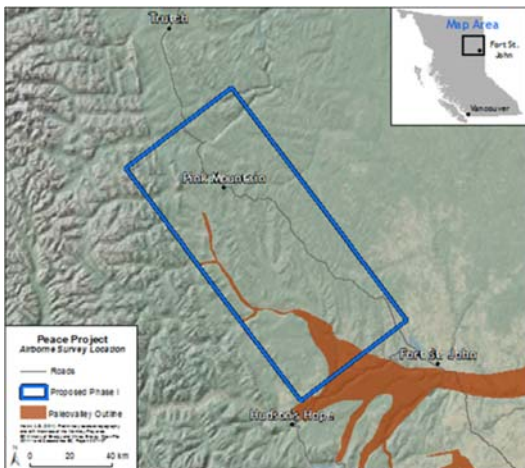 Trutch
Map Area
Fort St.
John
Vancouver
Pink Mountain
Peace Project
Airborne Survey Location
Roads
Proposed Phase I
Paleovalley Outline
Fort St. John
Hudson's Hope
N
0 10 20 40 km